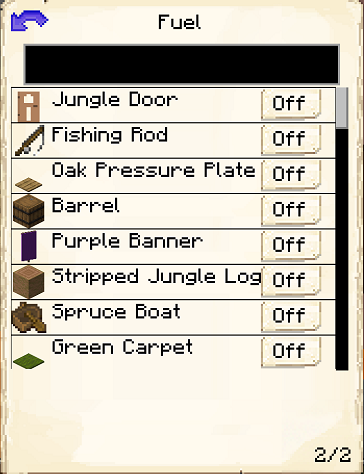 Fuel
Jungle Door Off
Fishing Rod Off
Oak Pressure Plate Off
Barrel Off
Purple Banner Off
Stripped Jungle Log Off
Spruce Boat Off
Green Carpet Off
2/2